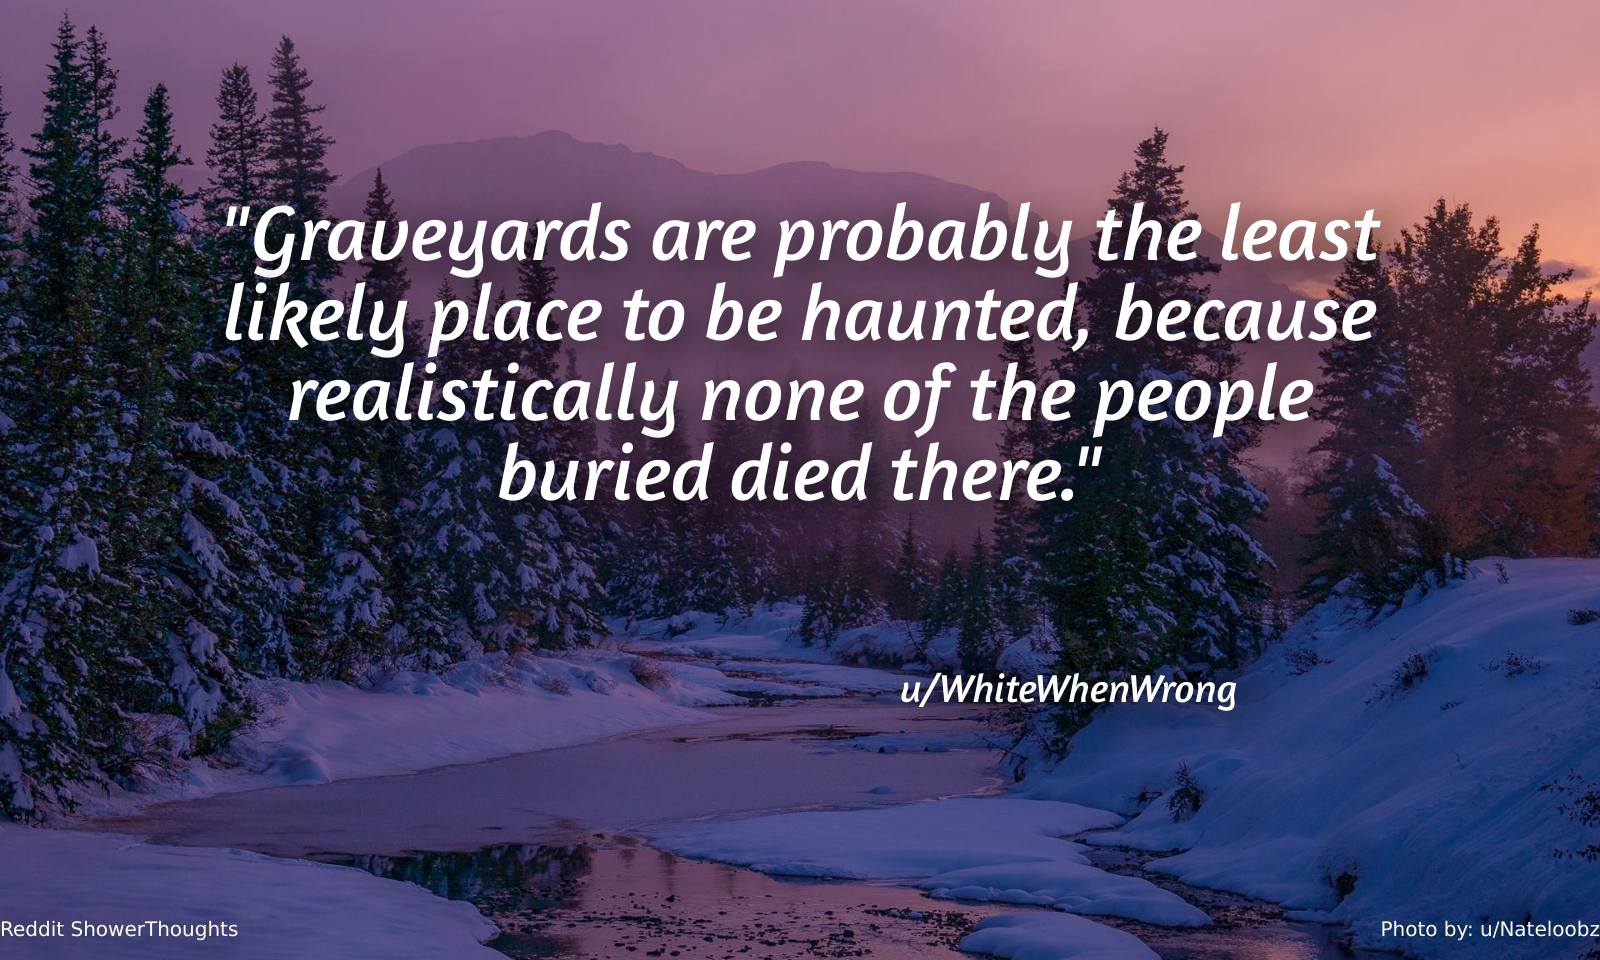 "Graveyards are probably the least
likely place to be haunted, because
realistically none of the people
buried died there."
u/WhiteWhenWrong
Reddit ShowerThoughts
Photo by: u/Nateloobz